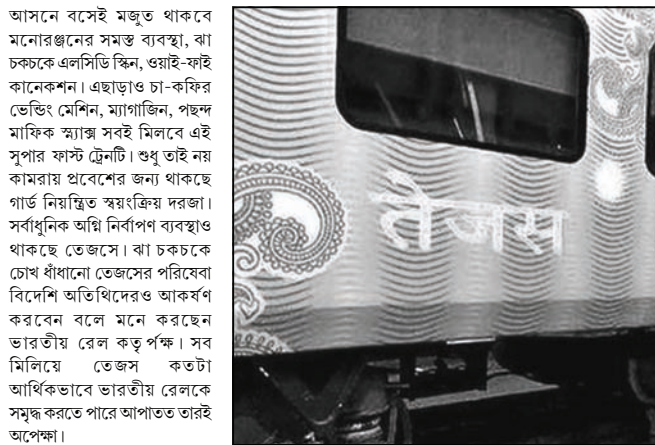 আসনে বসেই মজুত থাকবে
মনোরঞ্জনের সমস্ত ব্যবস্থা, ঝা
চকচকে এলসিডি স্কিন, ওয়াই-ফাই
কানেকশন। এছাড়াও চা-কফির
ভেন্ডিং মেশিন, ম্যাগাজিন, পছন্দ
মাফিক স্ন্যাক্স সবই মিলবে এই
সুপার ফাস্ট ট্রেনটি। শুধু তাই নয়
কামরায় প্রবেশের জন্য থাকছে
গার্ড নিয়ন্ত্রিত স্বয়ংক্রিয় দরজা।
সর্বাধুনিক অগ্নি নির্বাপণ ব্যবস্থাও
থাকছে তেজসে। ঝা চকচকে
চোখ ধাঁধানো তেজসের পরিষেবা
বিদেশি অতিথিদেরও আকর্ষণ
করবেন বলে মনে করছেন
ভারতীয় রেল কতৃর্পক্ষ। সব
মিলিয়ে তেজস কতটা
আর্থিকভাবে ভারতীয় রেলকে
সমৃদ্ধ করতে পারে আপাতত তারই
অপেক্ষা।
तेजस